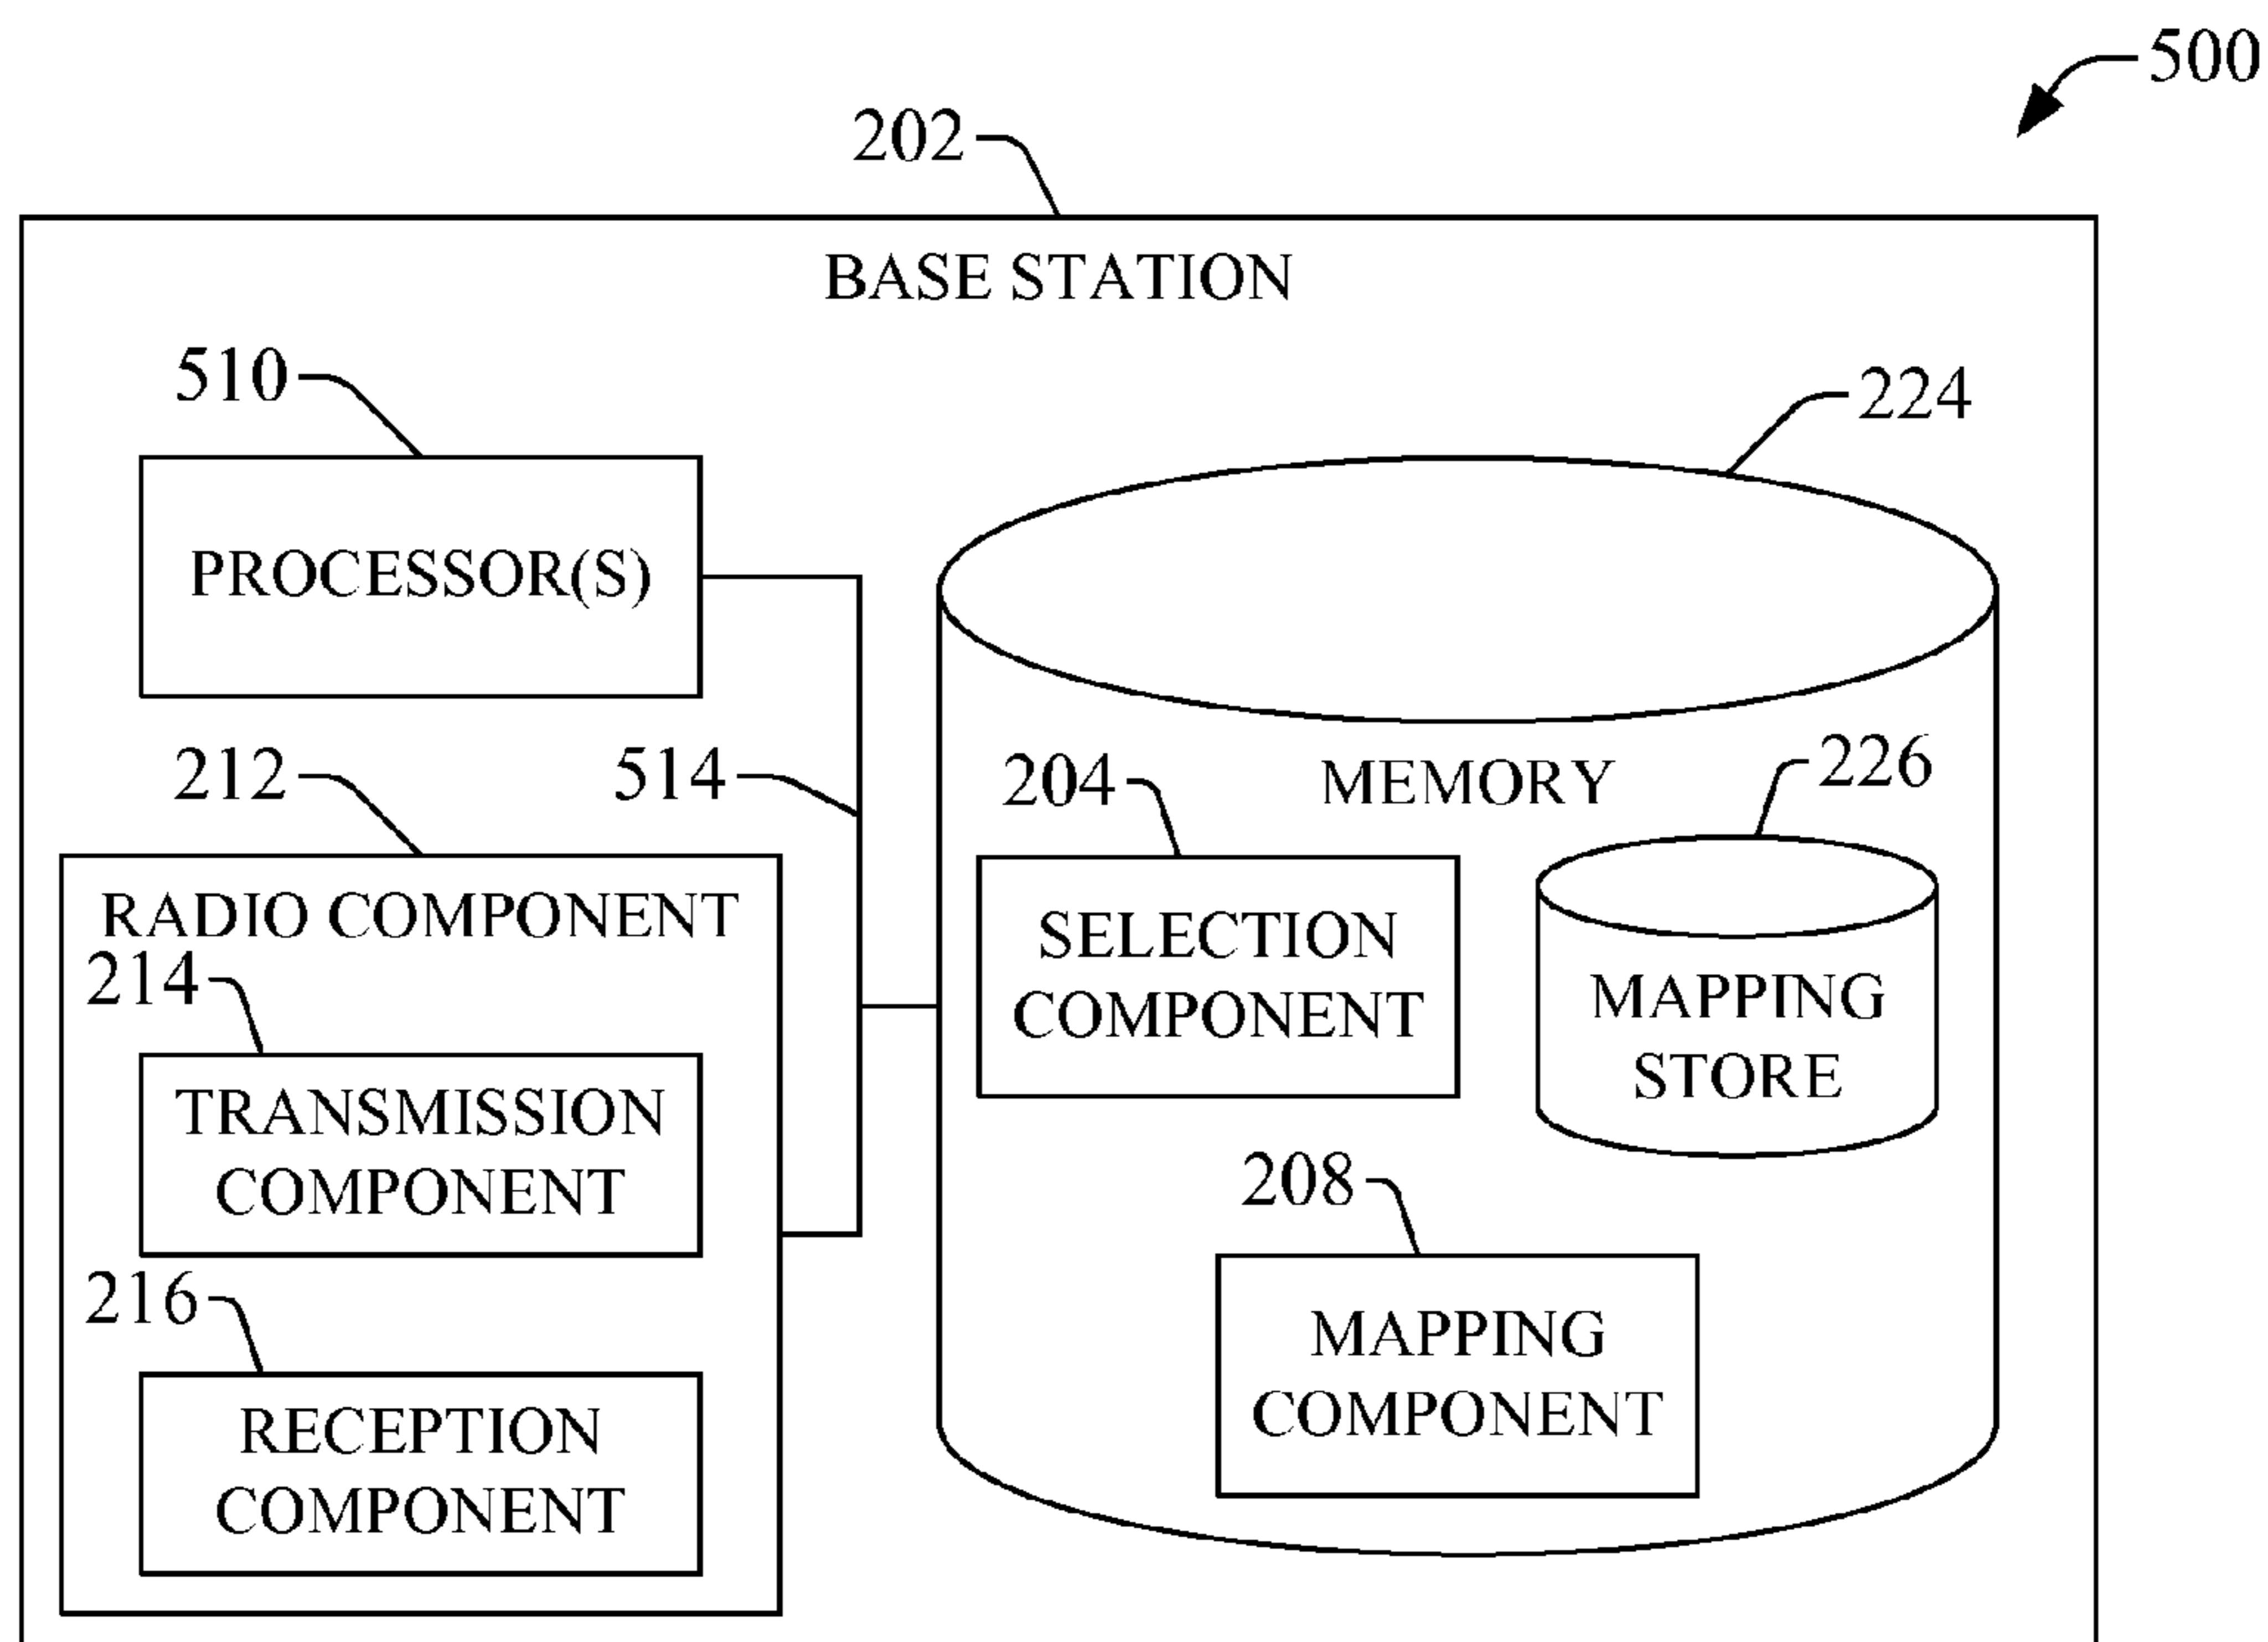 500
202
BASE STATION
510
224
PROCESSOR(S)
212
514
204
MEMORY
226
RADIO COMPONENT
214
SELECTION
COMPONENT
MAPPING
STORE
TRANSMISSION
COMPONENT
208
216
MAPPING
COMPONENT
RECEPTION
COMPONENT